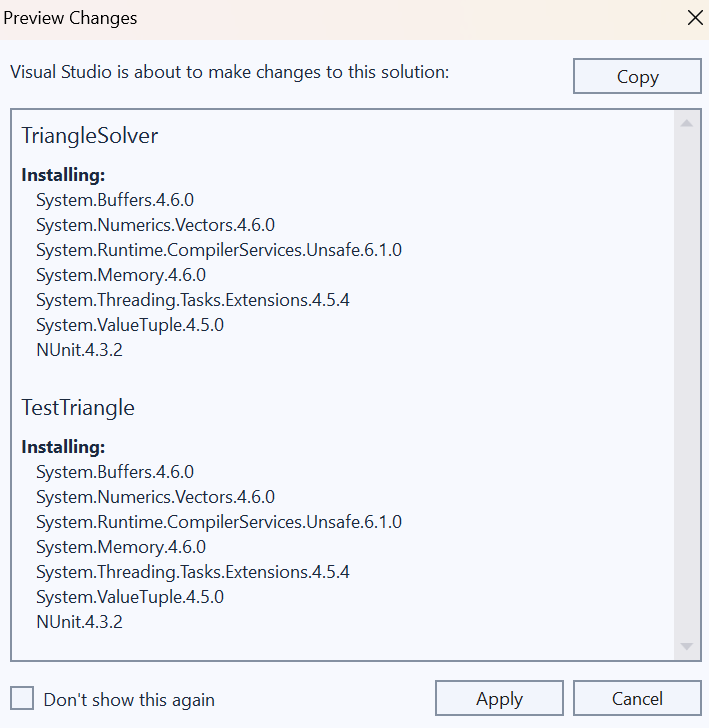 Preview Changes
Visual Studio is about to make changes to this solution:
Copy
TriangleSolver
Installing:
System.Buffers.4.6.0
System.Numerics.Vectors.4.6.0
System.Runtime.CompilerServices.Unsafe.6.1.0
System.Memory.4.6.0
System.Threading.Tasks.Extensions.4.5.4
System.ValueTuple.4.5.0
NUnit.4.3.2
TestTriangle
Installing:
System.Buffers.4.6.0
System.Numerics.Vectors.4.6.0
System.Runtime.CompilerServices.Unsafe.6.1.0
System.Memory.4.6.0
System.Threading.Tasks.Extensions.4.5.4
System.ValueTuple.4.5.0
NUnit.4.3.2
Don't show this again
Apply
Cancel